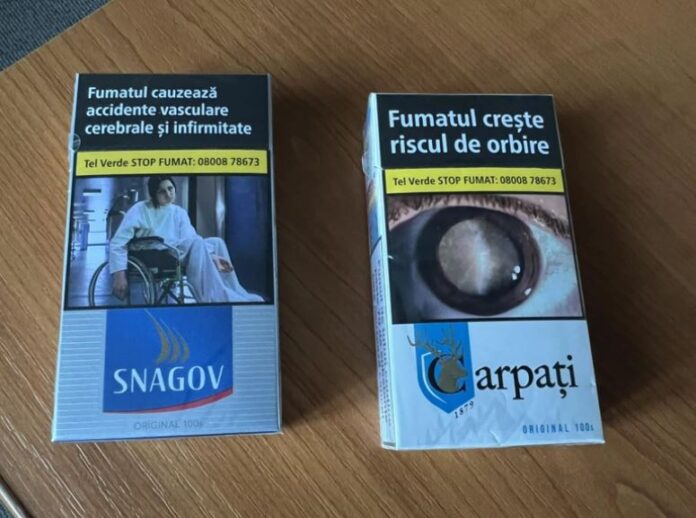 Fumatul cauzează
accidente vasculare
cerebrale și infirmitate
Tel Verde STOP FUMAT: 08008 78673
SNAGOV
ORIGINAL 100s
Fumatul crește
riscul de orbire
Tel Verde STOP FUMAT: 08008 78673
Carpați
1879
ORIGINAL 100s